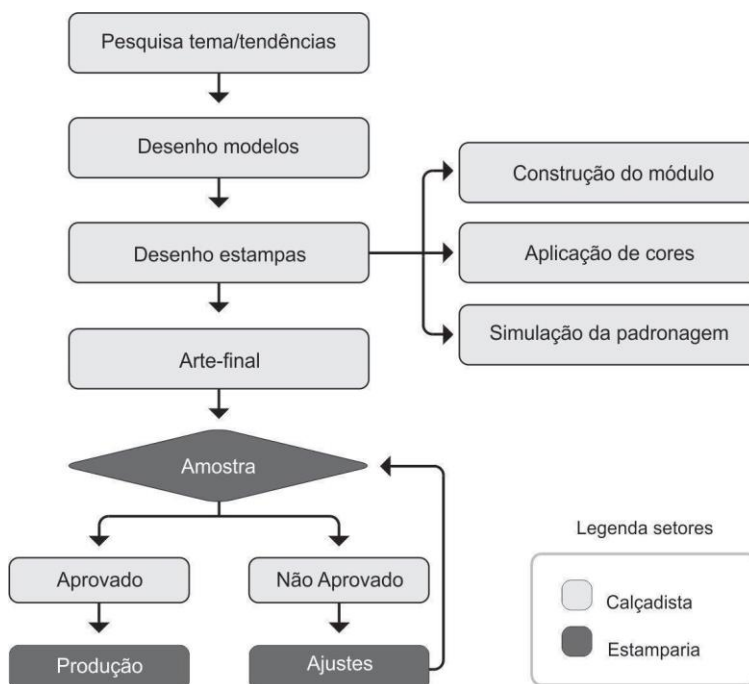 Pesquisa tema/tendências
Desenho modelos
Desenho estampas
Construção do módulo
Aplicação de cores
Simulação da padronagem
Arte-final
Amostra
Aprovado
Não Aprovado
Produção
Ajustes
Legenda setores
Calçadista
Estamparia